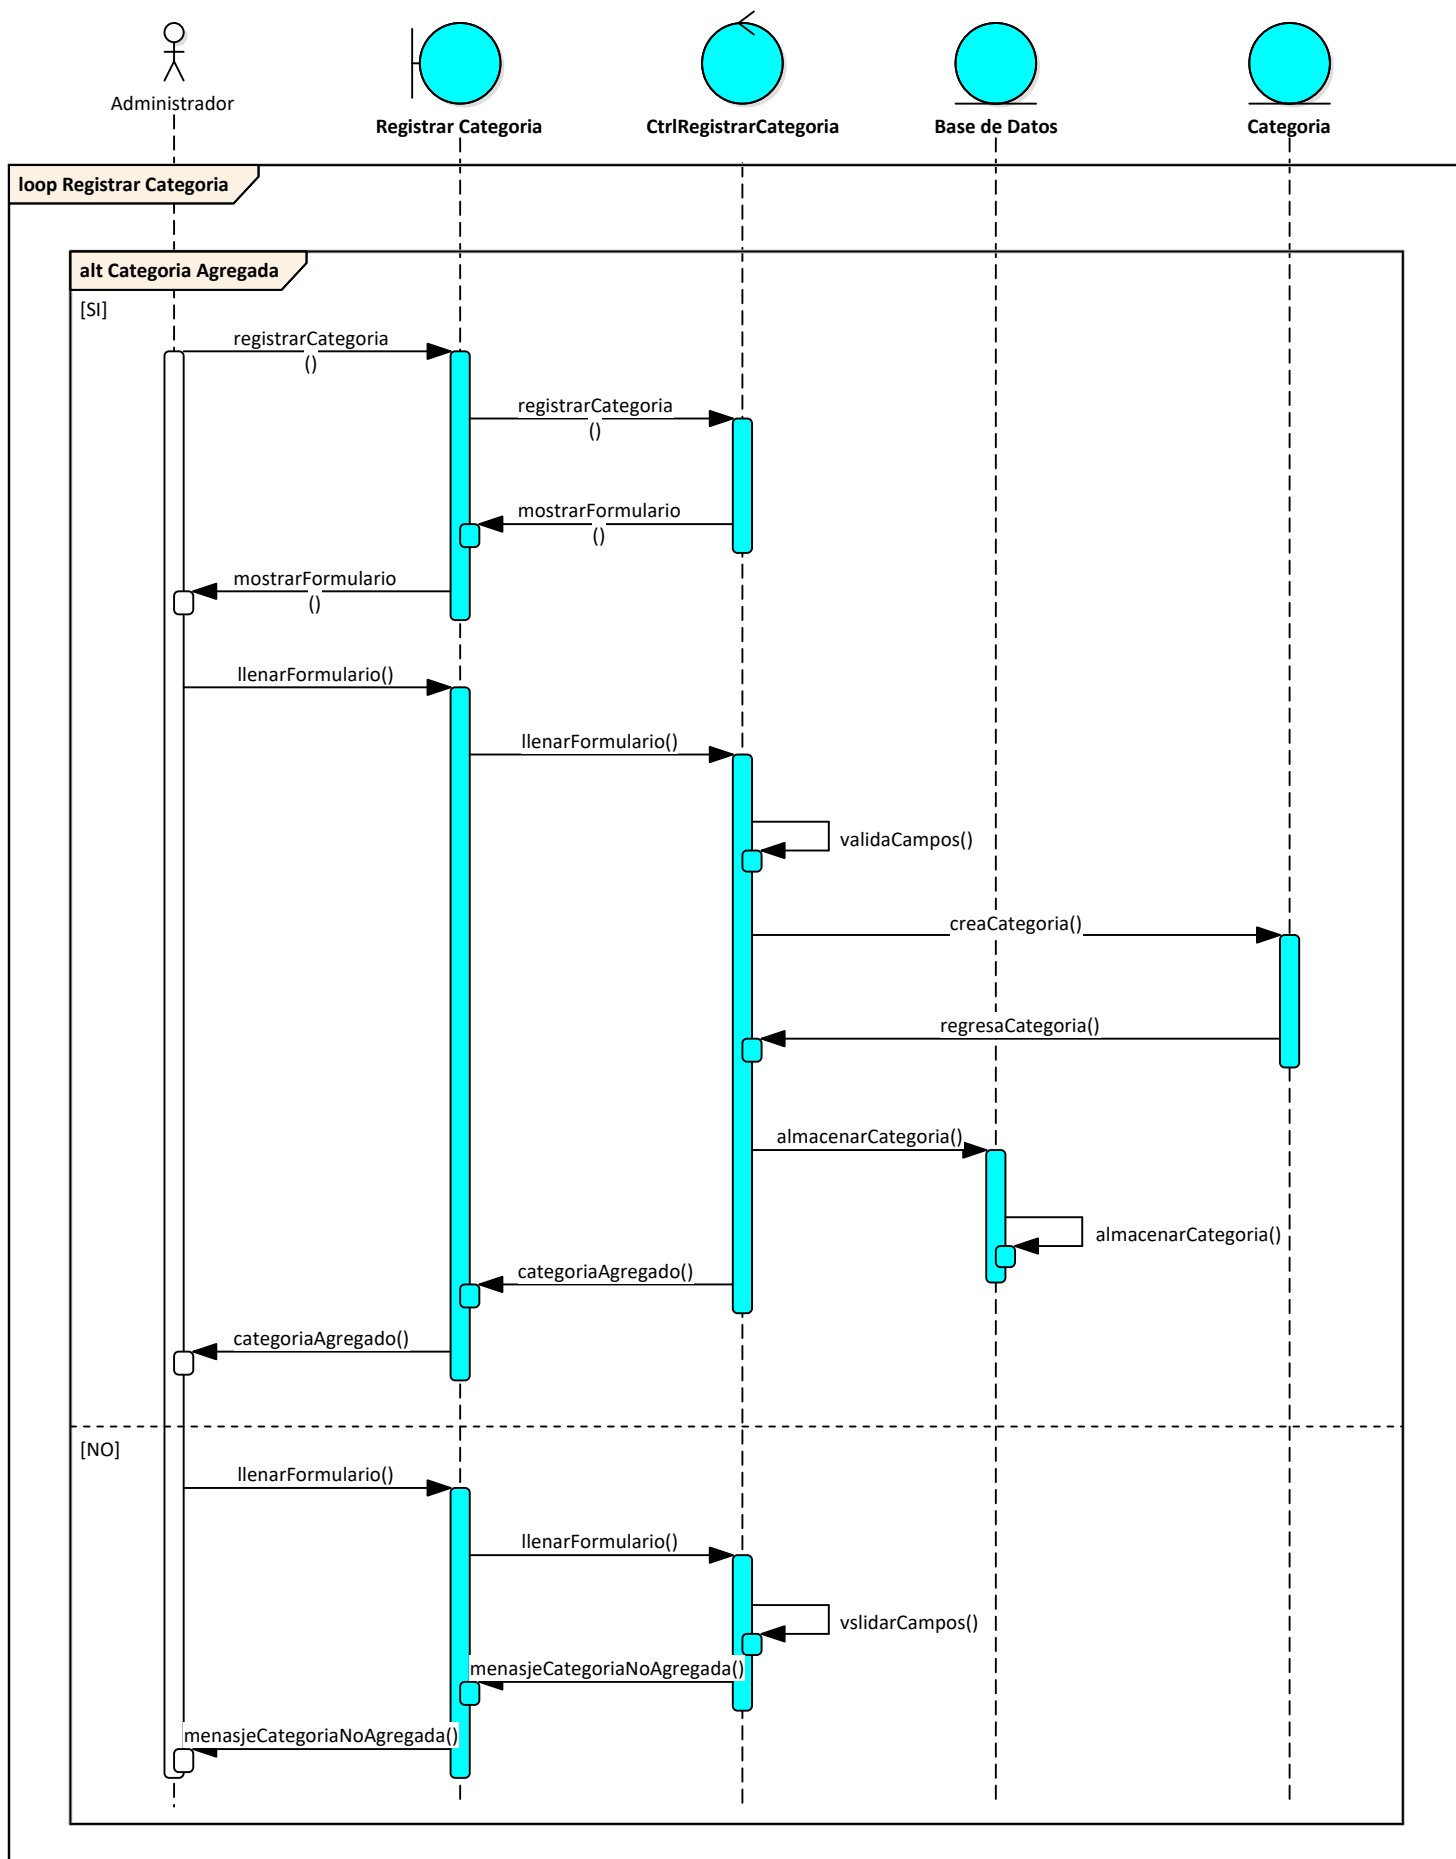 Administrador
Registrar Categoria
CtrlRegistrarCategoria
Base de Datos
Categoria
loop Registrar Categoria
alt Categoria Agregada
[SI]
registrarCategoria
()
registrarCategoria
()
mostrarFormulario
()
mostrarFormulario
()
llenarFormulario()
llenarFormulario()
validaCampos()
creaCategoria()
regresaCategoria()
almacenarCategoria()
almacenarCategoria()
categoriaAgregado()
categoriaAgregado()
[NO]
llenarFormulario()
llenarFormulario()
vslidarCampos()
menasjeCategoriaNoAgregada()
menasjeCategoriaNoAgregada()